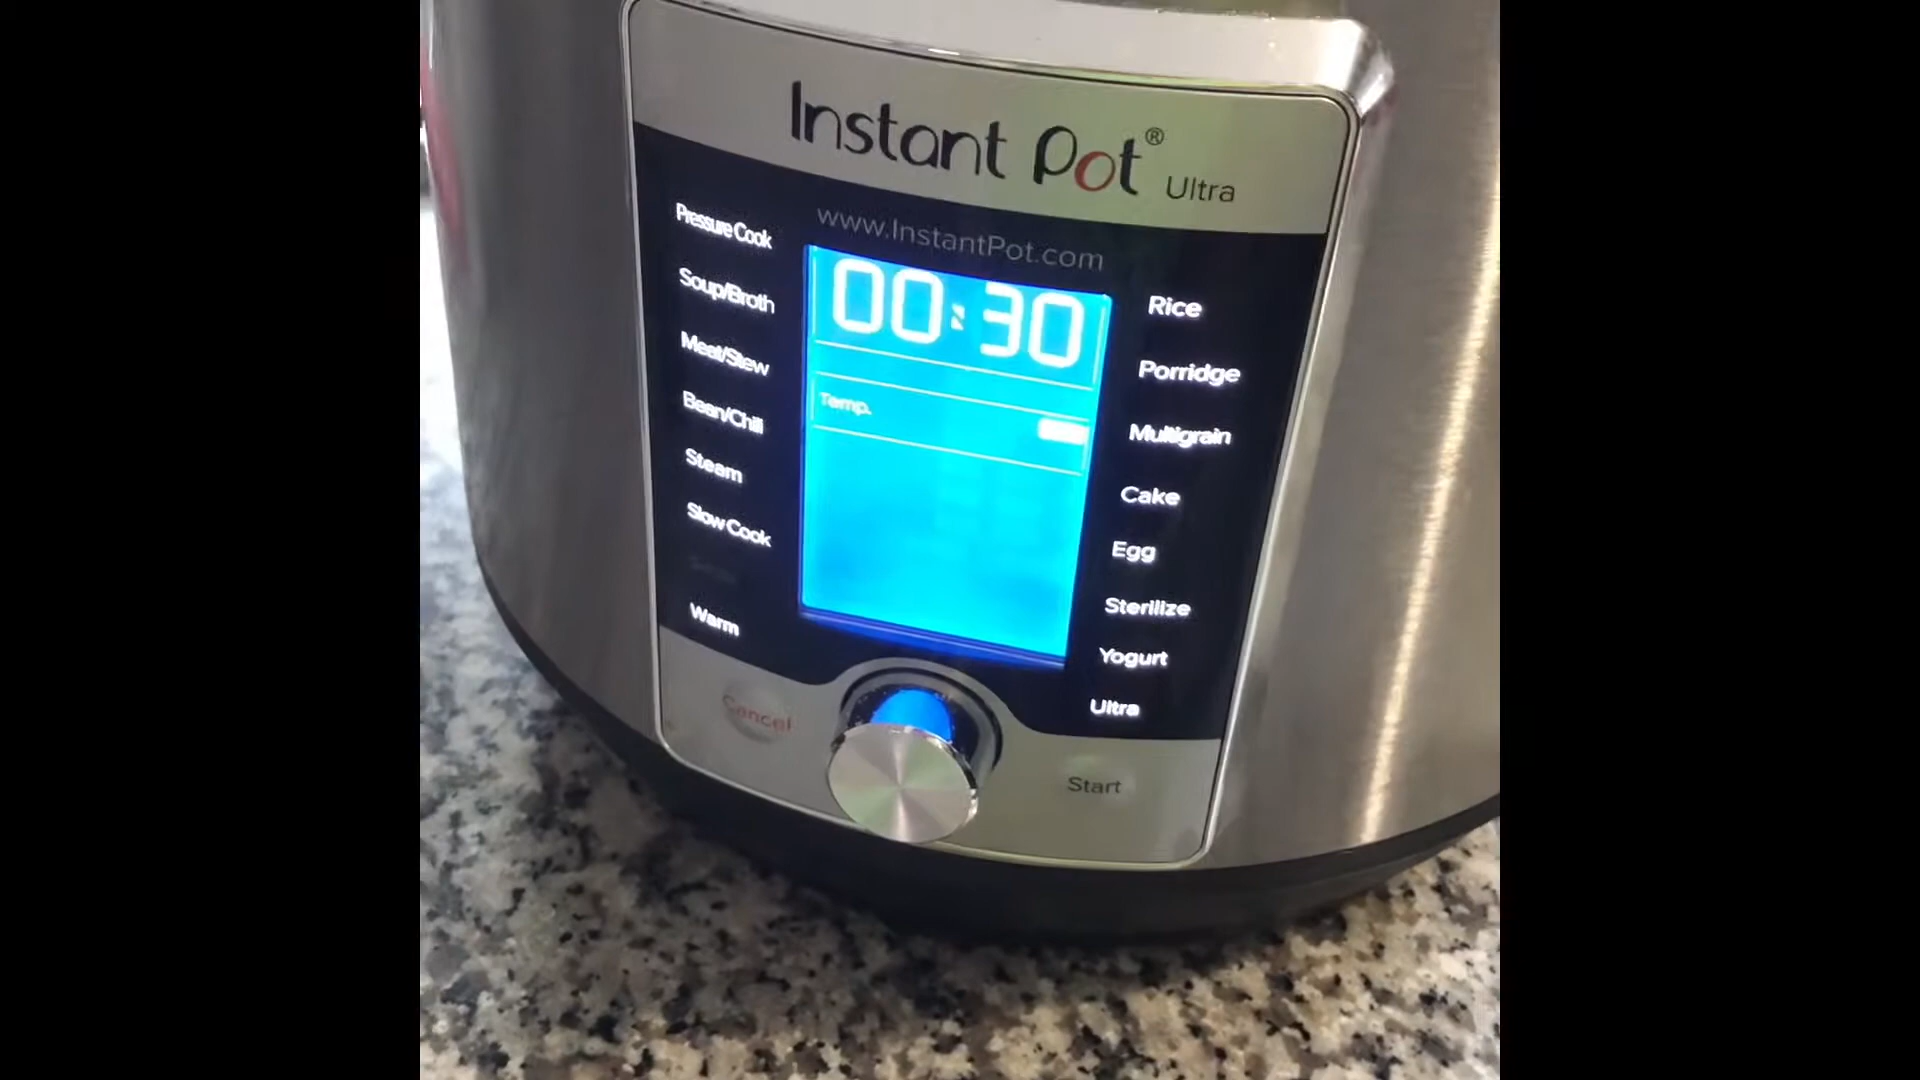 Instant Pot® Ultra
www.InstantPot.com
Pressure Cook
Soup/Broth
Meat/Stew
Bean/Chili
Steam
Slow Cook
Warm
00:30
Temp.
Rice
Porridge
Multigrain
Cake
Egg
Sterilize
Yogurt
Ultra
Cancel
Start